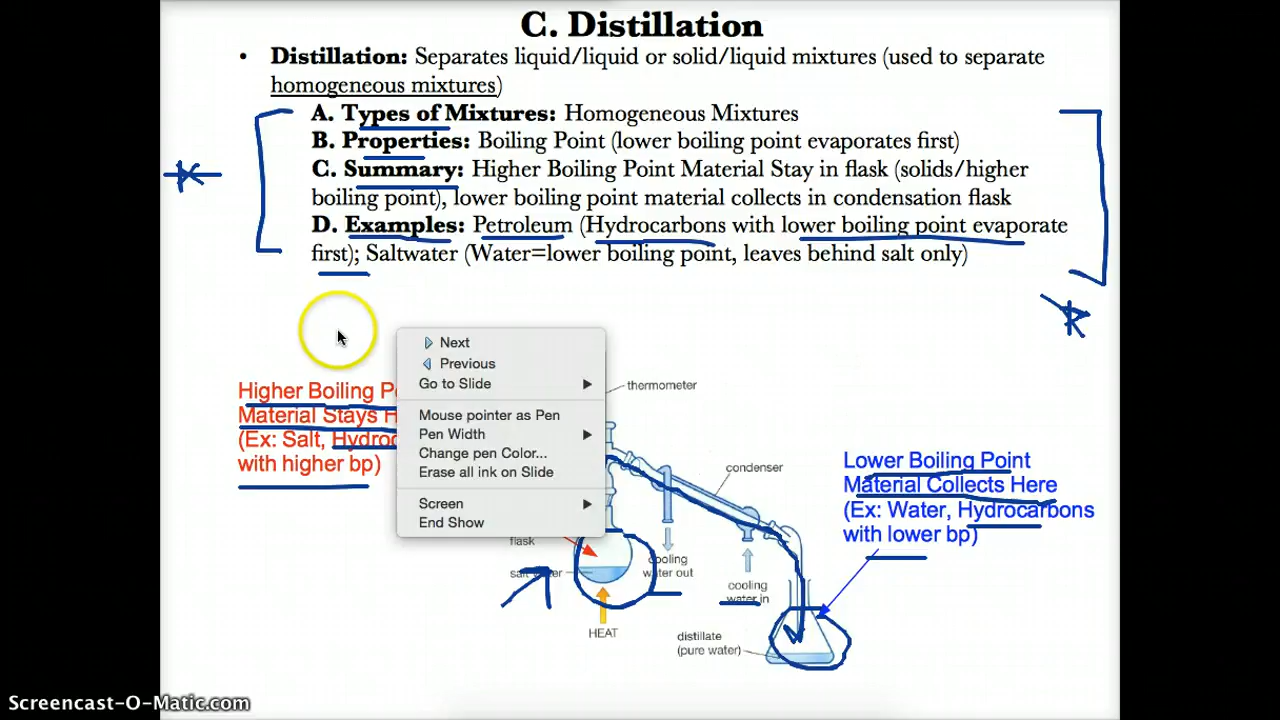 C. Distillation
• Distillation: Separates liquid/liquid or solid/liquid mixtures (used to separate
homogeneous mixtures)
A. Types of Mixtures: Homogeneous Mixtures
B. Properties: Boiling Point (lower boiling point evaporates first)
C. Summary: Higher Boiling Point Material Stay in flask (solids/higher
boiling point), lower boiling point material collects in condensation flask
D. Examples: Petroleum (Hydrocarbons with lower boiling point evaporate
first); Saltwater (Water=lower boiling point, leaves behind salt only)
Next
Previous
Go to Slide
Mouse pointer as Pen
Pen Width
Change pen Color...
Erase all ink on Slide
Screen
End Show
Higher Boiling
Material Stays
(Ex: Salt,
with higher bp)
thermometer
condenser
Lower Boiling Point
Material Collects Here
(Ex: Water, Hydrocarbons
with lower bp)
flask
salt water
cooling
water out
cooling
water in
HEAT
distillate
(pure water)
Screencast-O-Matic.com